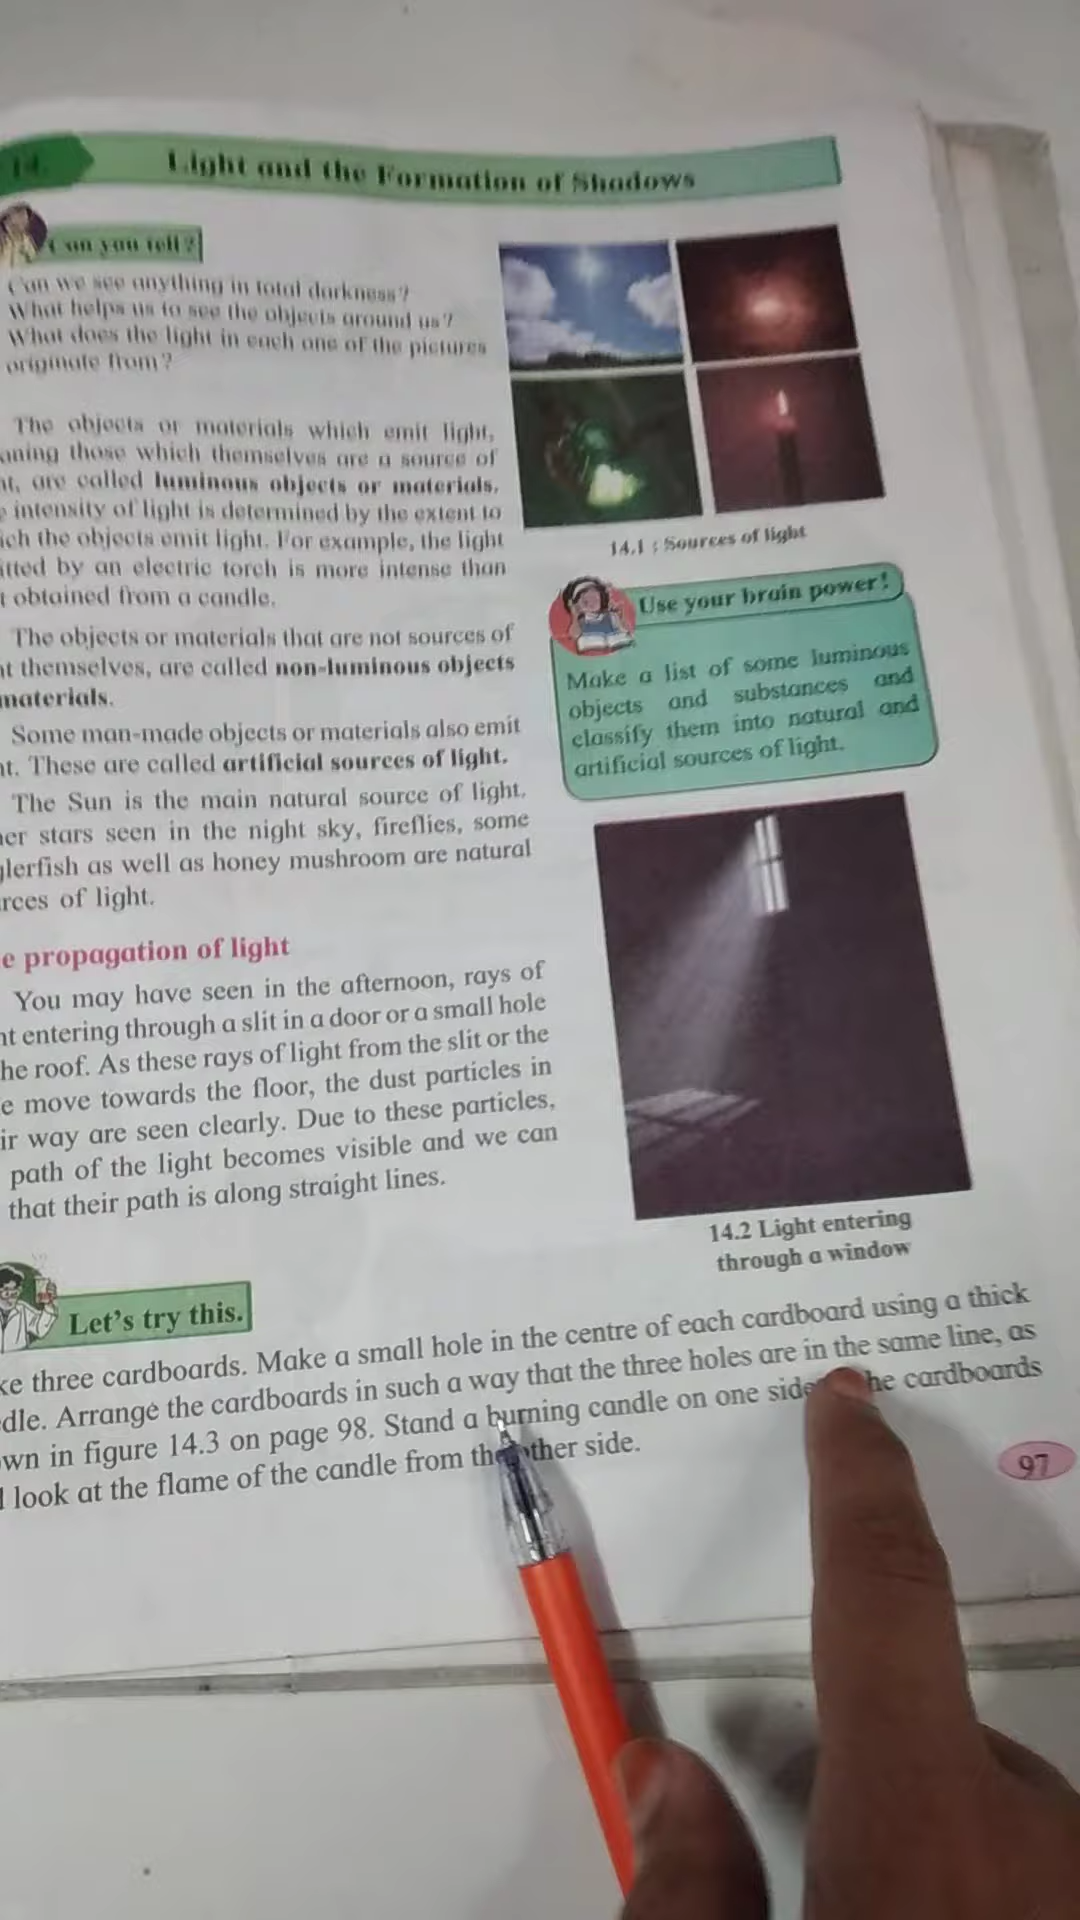 14.
Light and the Formation of Shadows
Can you tell?
Can we see anything in total darkness?
What helps us to see the objects around us?
What does the light in each one of the pictures
originate from?
The objects or materials which emit light,
aning those which themselves are a source of
ht, are called luminous objects or materials.
e intensity of light is determined by the extent to
ich the objects emit light. For example, the light
itted by an electric torch is more intense than
t obtained from a candle.
The objects or materials that are not sources of
ht themselves, are called non-luminous objects
materials.
Some man-made objects or materials also emit
ht. These are called artificial sources of light.
The Sun is the main natural source of light.
her stars seen in the night sky, fireflies, some
glerfish as well as honey mushroom are natural
urces of light.
14.1 : Sources of light
Use your brain power!
Make a list of some luminous
objects and substances and
classify them into natural and
artificial sources of light.
e propagation of light
You may have seen in the afternoon, rays of
ht entering through a slit in a door or a small hole
he roof. As these rays of light from the slit or the
e move towards the floor, the dust particles in
ir way are seen clearly. Due to these particles,
path of the light becomes visible and we can
that their path is along straight lines.
14.2 Light entering
through a window
Let's try this.
ke three cardboards. Make a small hole in the centre of each cardboard using a thick
dle. Arrange the cardboards in such a way that the three holes are in the same line, as
wn in figure 14.3 on page 98. Stand a burning candle on one side he cardboards
look at the flame of the candle from the other side.
97